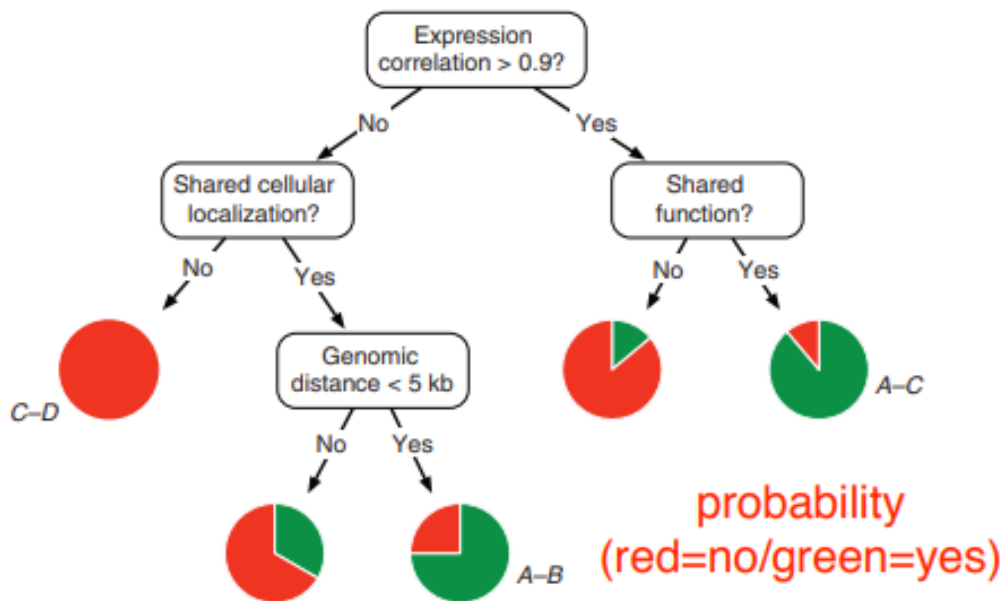 Expression
correlation > 0.9?
No
Yes
Shared cellular
localization?
Shared
function?
No
Yes
No
Yes
C–D
Genomic
distance < 5 kb
A–C
No
Yes
A–B
probability
(red=no/green=yes)